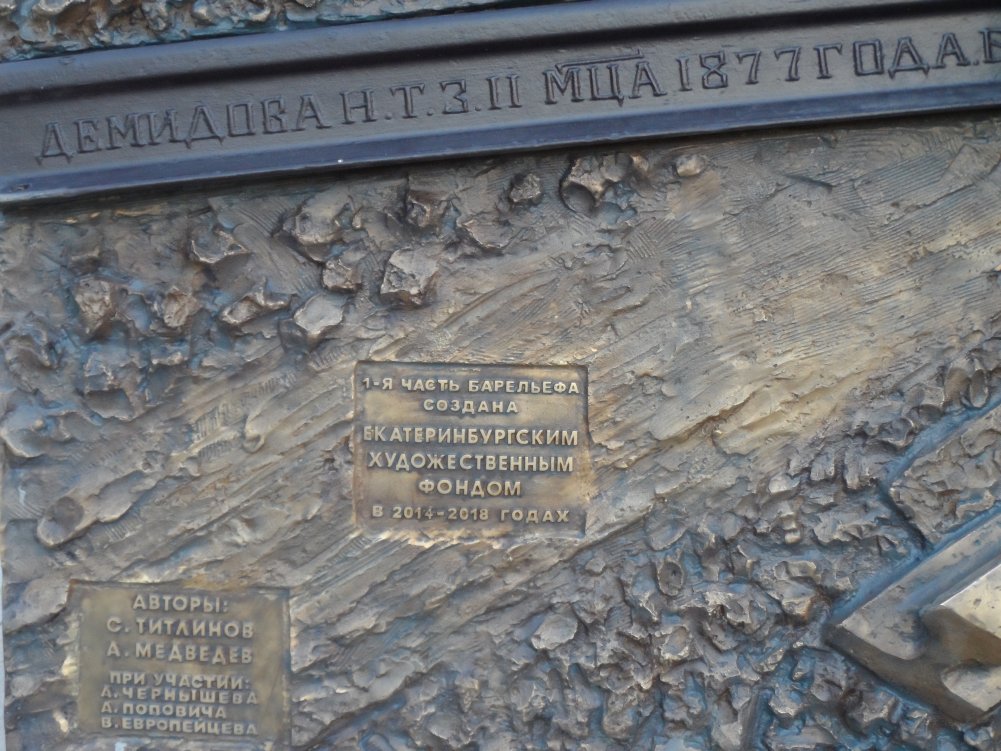 ДЕМИДОВА Н.Т.З. II МЦА 1877 ГОДА.
1-Я ЧАСТЬ БАРЕЛЬЕФА
СОЗДАНА
ЕКАТЕРИНБУРГСКИМ
ХУДОЖЕСТВЕННЫМ
ФОНДОМ
В 2014-2018 ГОДАХ
АВТОРЫ:
С. ТИТЛИНОВ
А. МЕДВЕДЕВ
ПРИ УЧАСТИИ:
А. ЧЕРНЫШЕВА
А. ПОПОВИЧА
В. ЕВРОПЕЙЦЕВА